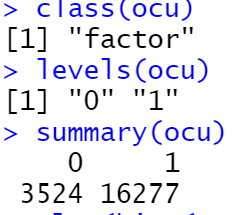 > class(ocu)
[1] "factor"
> levels(ocu)
[1] "0" "1"
> summary(ocu)
    0     1
 3524 16277